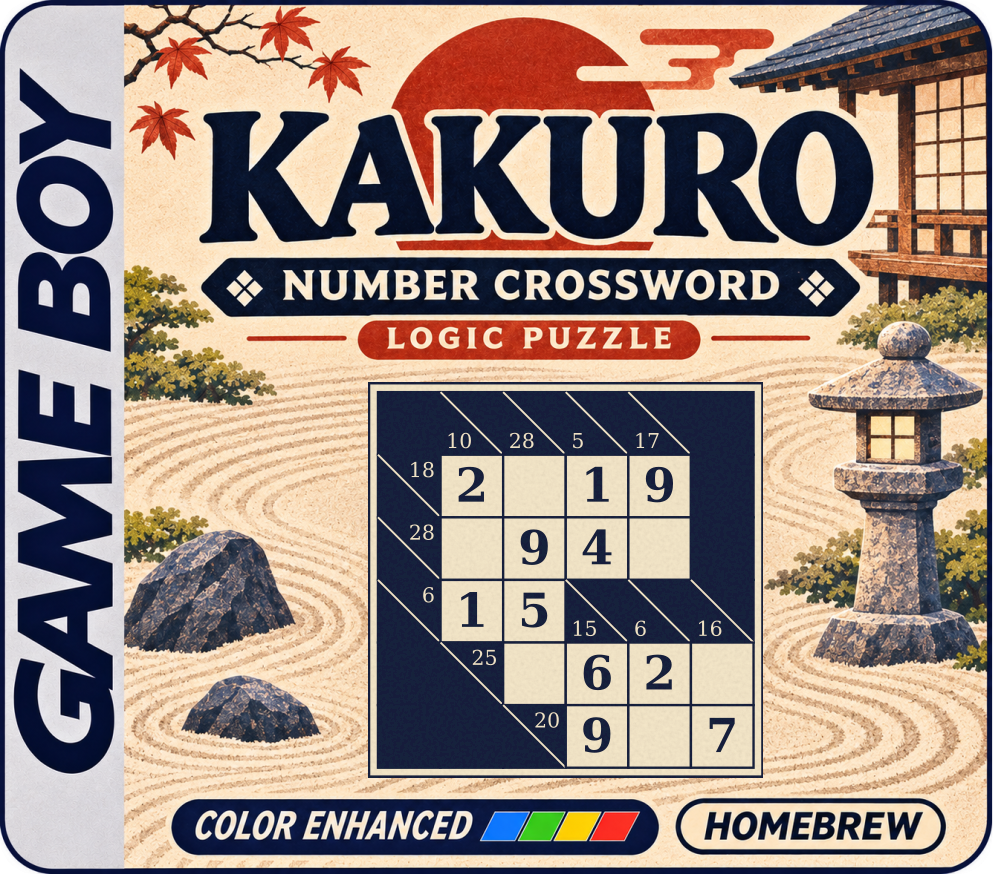 GAME BOY
KAKURO
NUMBER CROSSWORD
LOGIC PUZZLE
10 28 5 17
18 2 1 9
28 9 4
6 1 5 15 6 16
25 6 2
20 9 7
COLOR ENHANCED
HOMEBREW